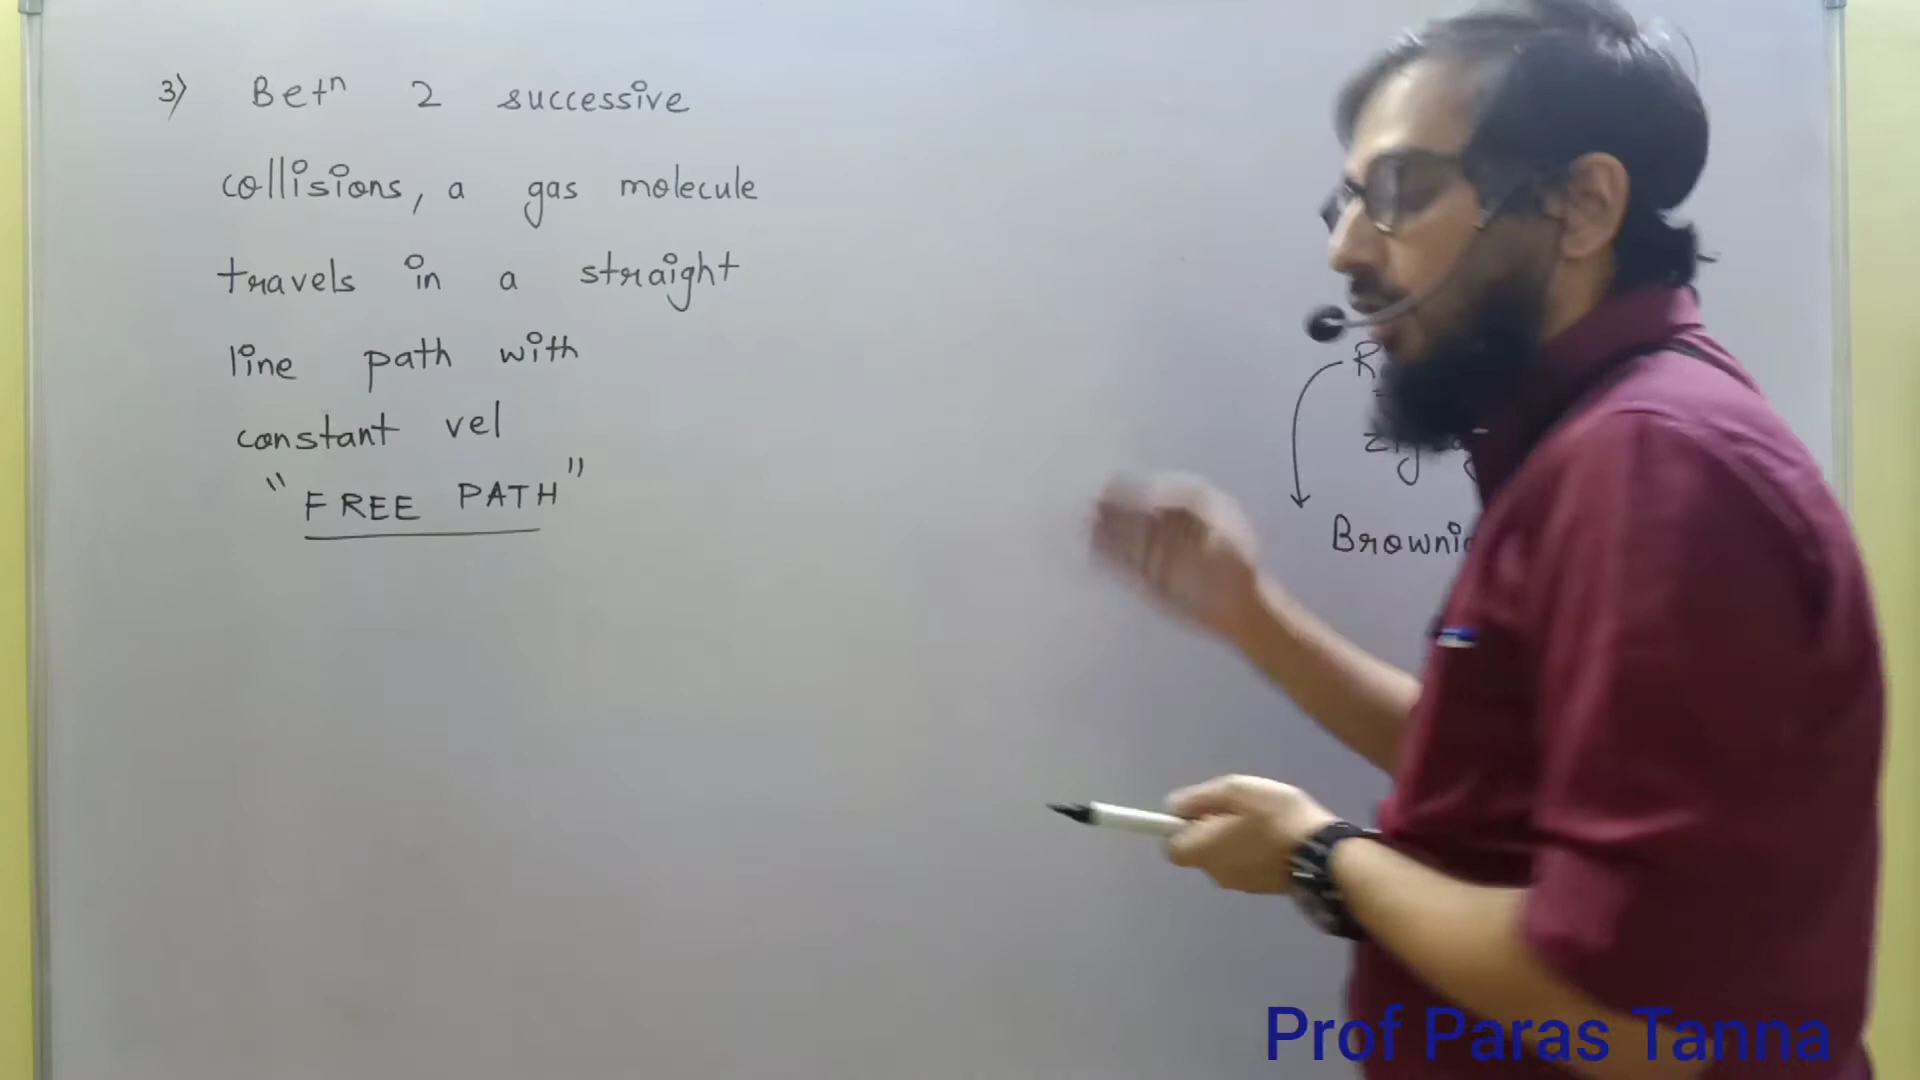 3) Betⁿ 2 successive
collisions, a gas molecule
travels in a straight
line path with
constant vel
"FREE PATH"
Prof Paras Tanna